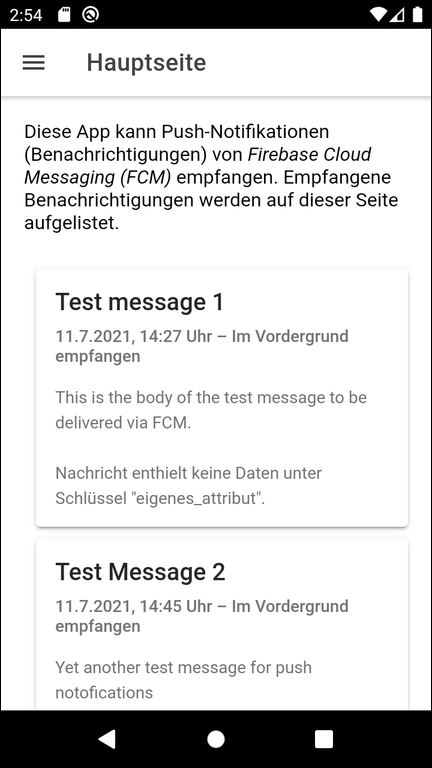 2:54
Hauptseite
Diese App kann Push-Notifikationen
(Benachrichtigungen) von Firebase Cloud
Messaging (FCM) empfangen. Empfangene
Benachrichtigungen werden auf dieser Seite
aufgelistet.
Test message 1
11.7.2021, 14:27 Uhr – Im Vordergrund
empfangen
This is the body of the test message to be
delivered via FCM.
Nachricht enthielt keine Daten unter
Schlüssel "eigenes_attribut".
Test Message 2
11.7.2021, 14:45 Uhr – Im Vordergrund
empfangen
Yet another test message for push
notofications